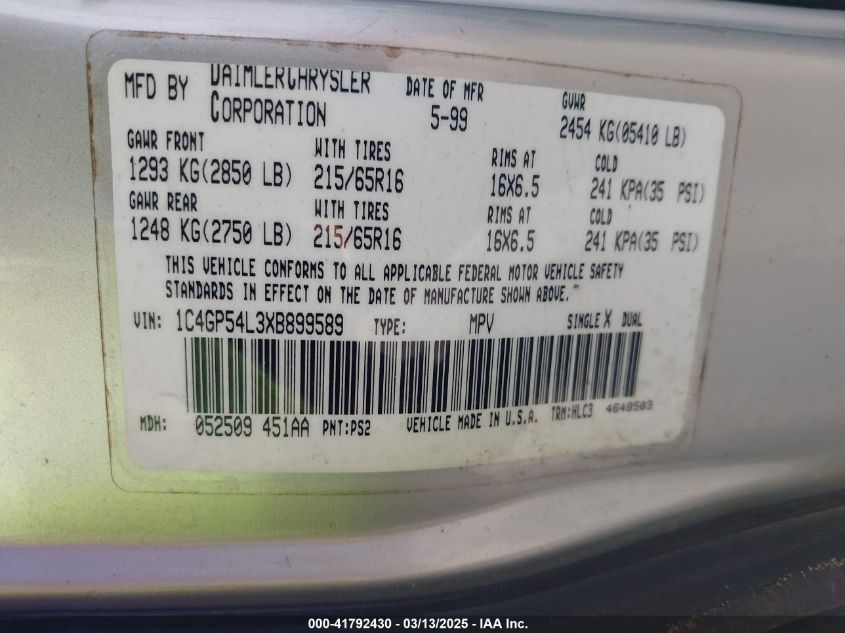 MFD BY DAIMLERCHRYSLER CORPORATION DATE OF MFR 5-99 GVWR 2454 KG(05410 LB)
GAWR FRONT WITH TIRES RIMS AT COLD
1293 KG(2850 LB) 215/65R16 16X6.5 241 KPA(35 PSI)
GAWR REAR WITH TIRES RIMS AT COLD
1248 KG(2750 LB) 215/65R16 16X6.5 241 KPA(35 PSI)
THIS VEHICLE CONFORMS TO ALL APPLICABLE FEDERAL MOTOR VEHICLE SAFETY
STANDARDS IN EFFECT ON THE DATE OF MANUFACTURE SHOWN ABOVE.
VIN: 1C4GP54L3XB899589 TYPE: MPV SINGLE X DUAL
MDH: 052509 451AA PNT:PS2 VEHICLE MADE IN U.S.A. TRM:HLC3 4648503
000-41792430 - 03/13/2025 - IAAI, Inc.